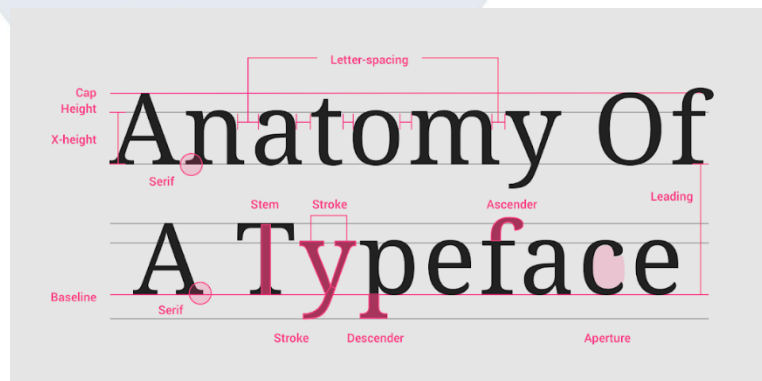 Letter-spacing
Cap
Height
X-height
Anatomy Of
Serif
Leading
Stem Stroke Ascender
A Typeface
Baseline
Serif
Stroke Descender Aperture